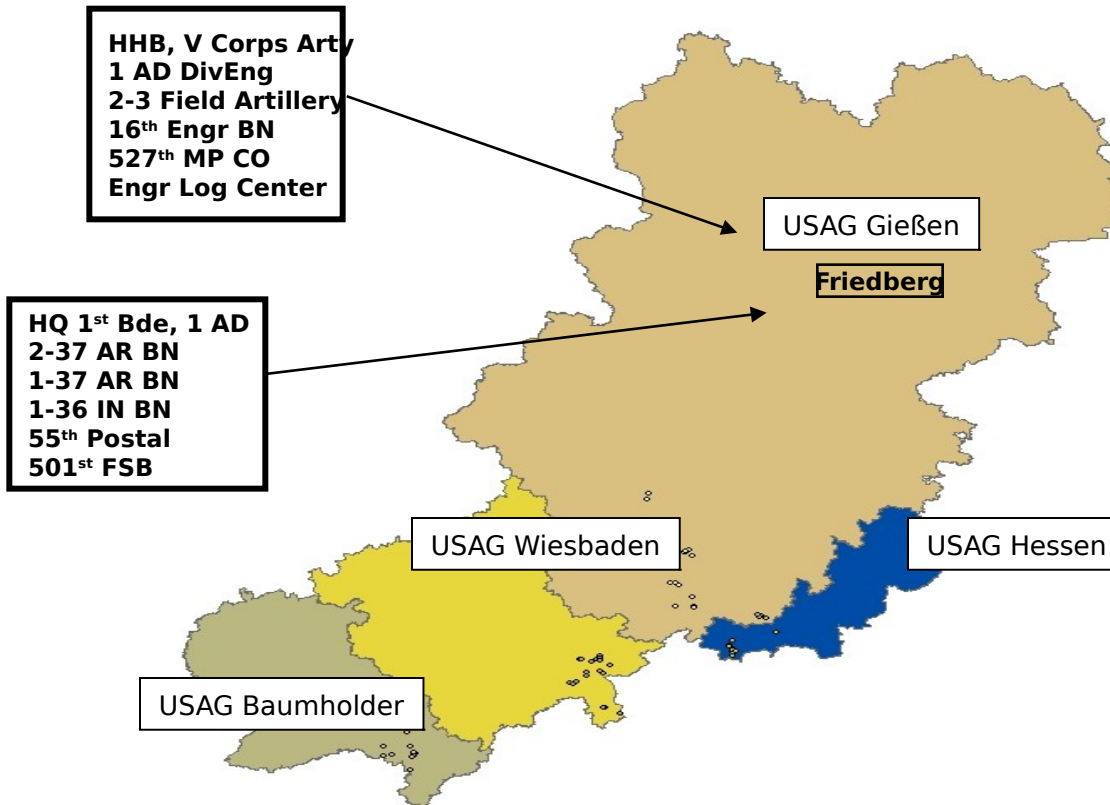 HHB, V Corps Arty
1 AD DivEng
2-3 Field Artillery
16th Engr BN
527th MP CO
Engr Log Center
USAG Gießen
Friedberg
HQ 1st Bde, 1 AD
2-37 AR BN
1-37 AR BN
1-36 IN BN
55th Postal
501st FSB
USAG Wiesbaden
USAG Hessen
USAG Baumholder